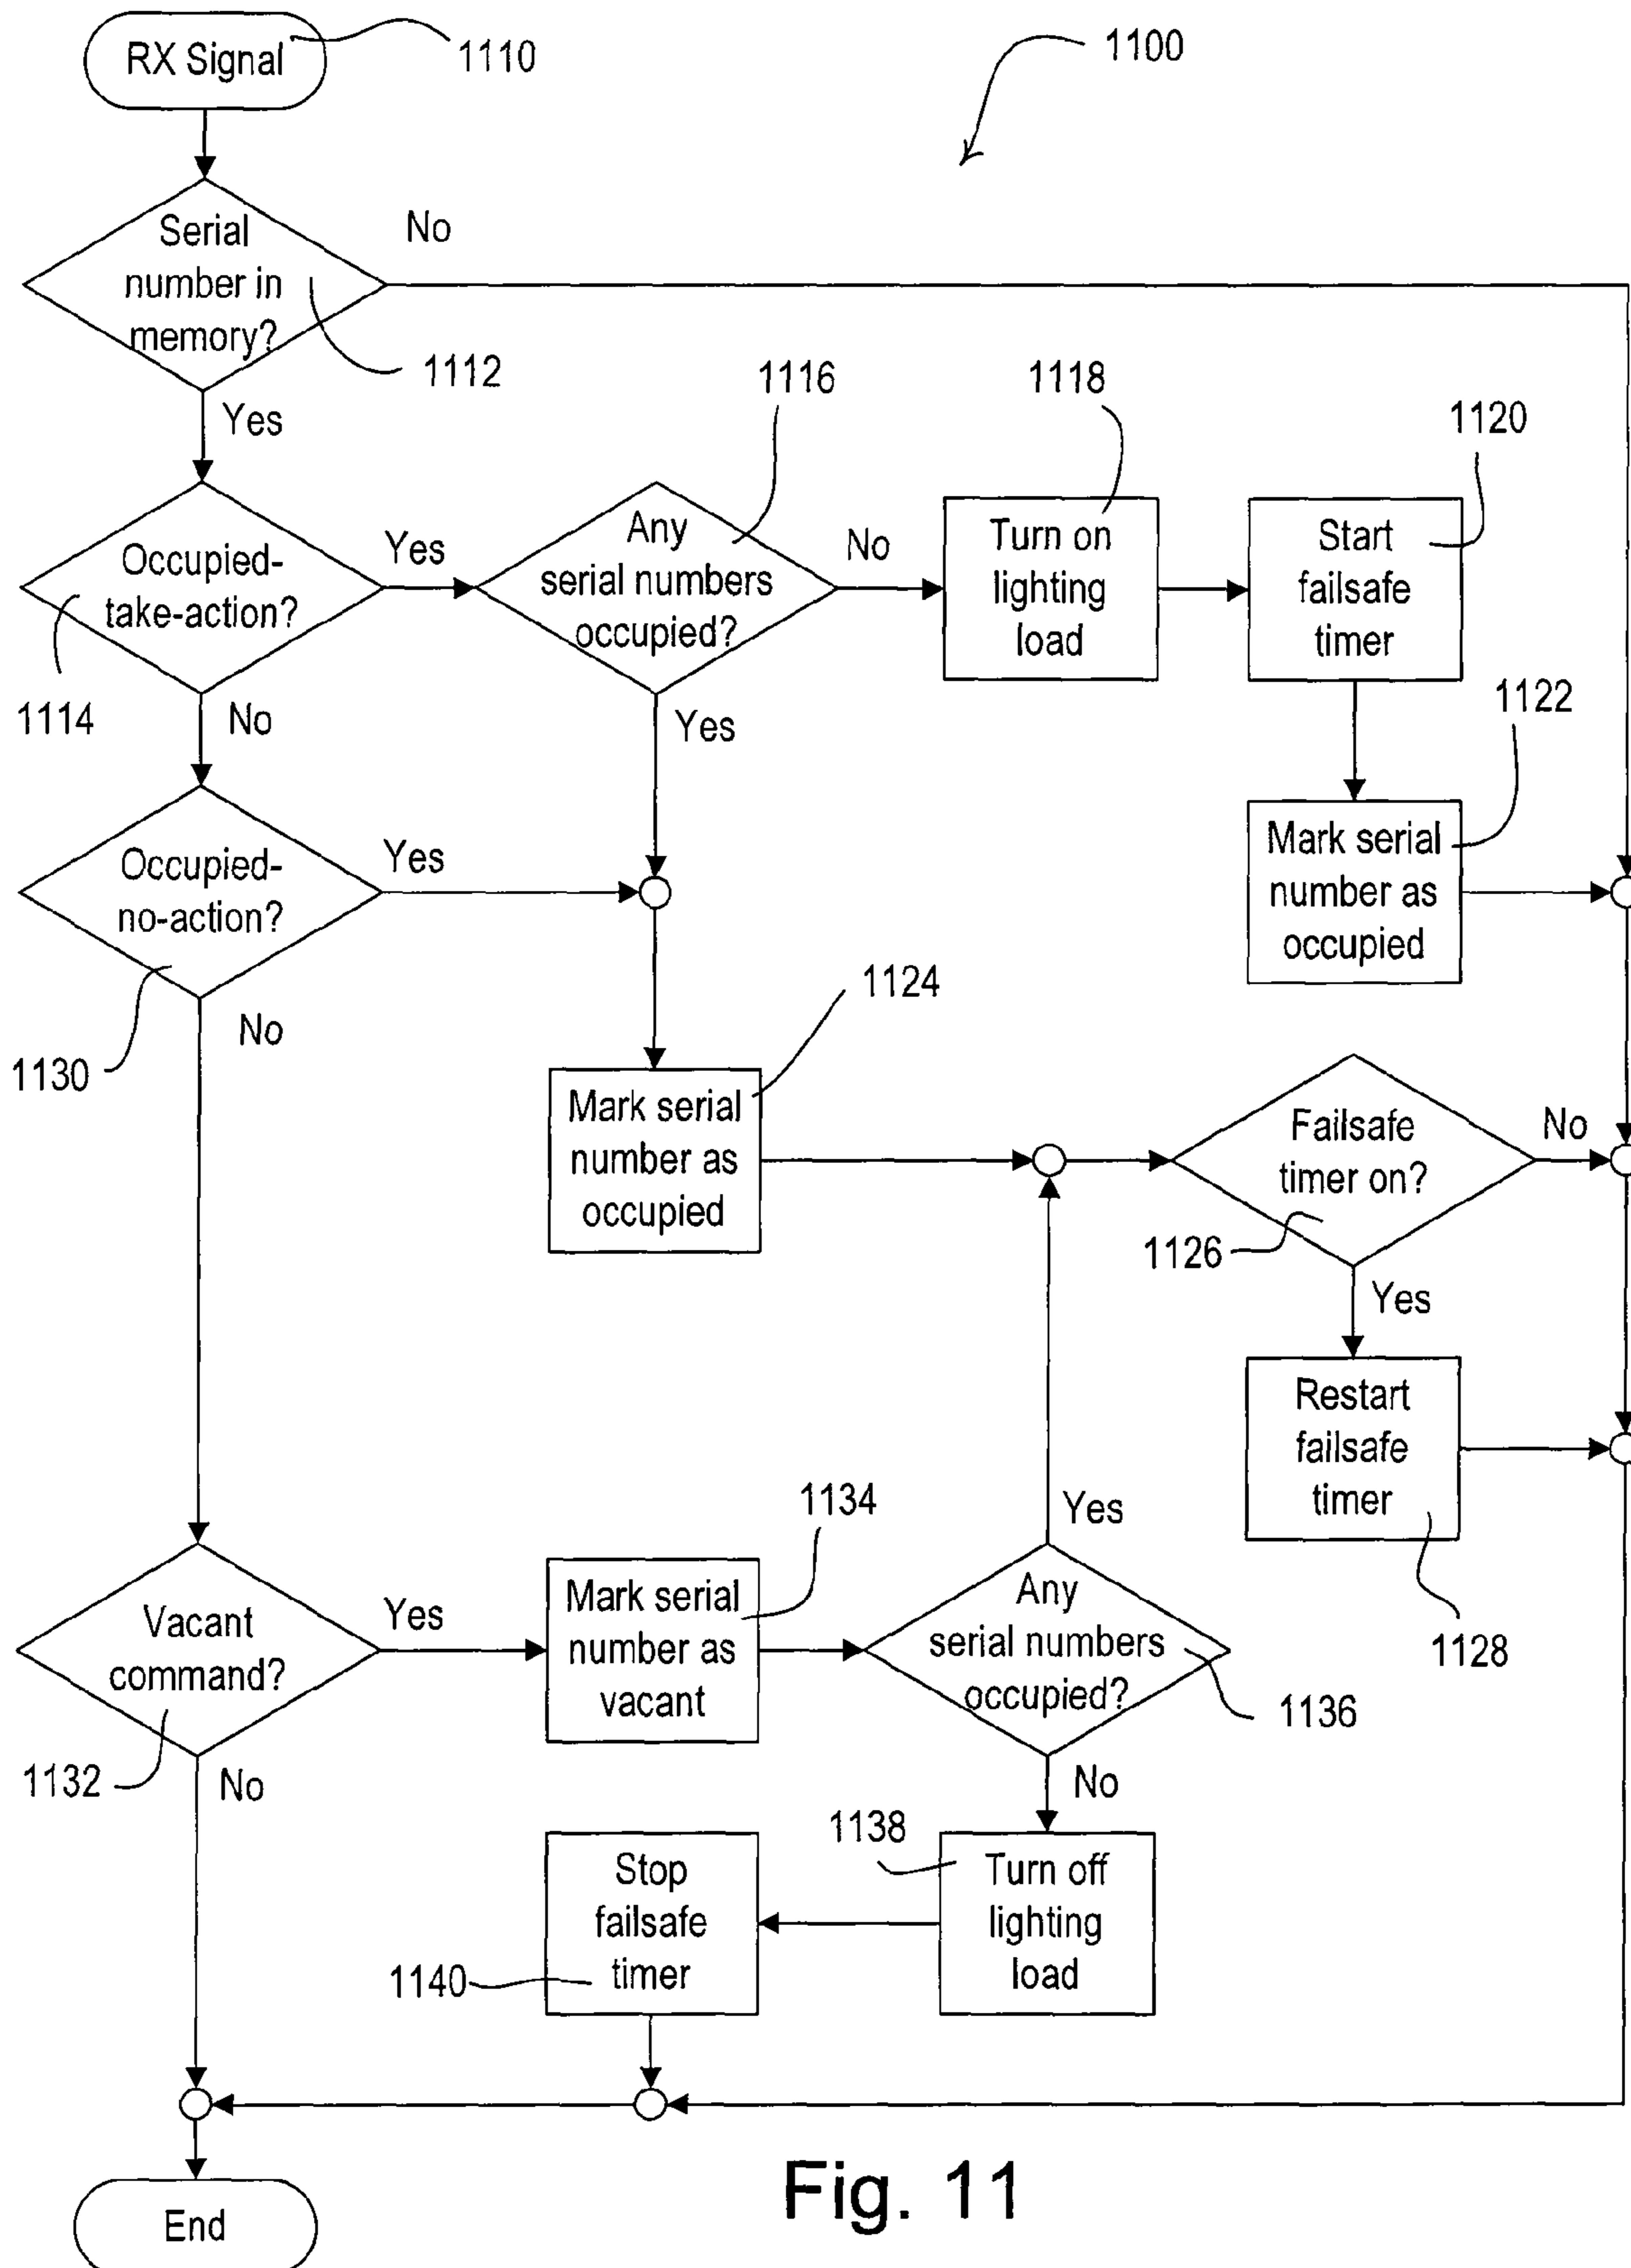 RX Signal
1110
1100
Serial
number in
memory?
No
1112
Yes
1116
1118
1120
Occupied-
take-action?
Yes
Any
serial numbers
occupied?
No
Turn on
lighting
load
Start
failsafe
timer
1114
No
Yes
1122
Occupied-
no-action?
Yes
Mark serial
number as
occupied
1130
No
1124
Mark serial
number as
occupied
Failsafe
timer on?
No
1126
Yes
Restart
failsafe
timer
1128
1134
Yes
Vacant
command?
Yes
Mark serial
number as
vacant
Any
serial numbers
occupied?
1136
1132
No
No
1138
Stop
failsafe
timer
1140
Turn off
lighting
load
End
Fig. 11